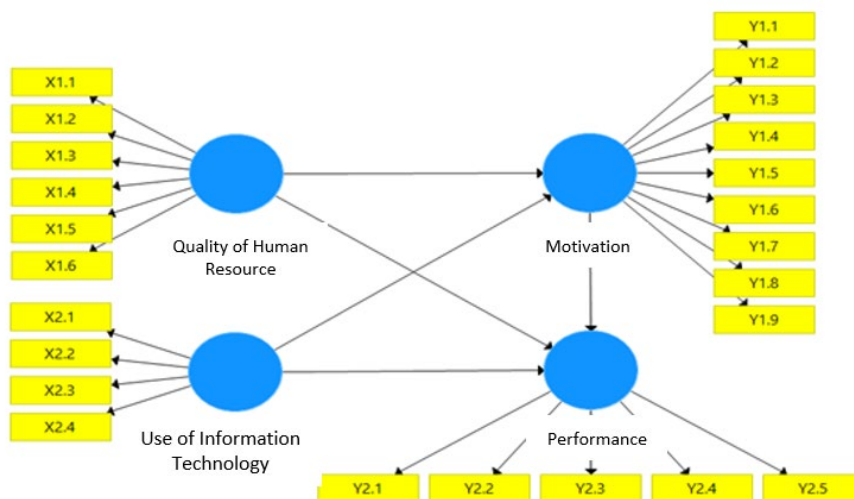 X1.1
X1.2
X1.3
X1.4
X1.5
X1.6
Quality of Human
Resource
X2.1
X2.2
X2.3
X2.4
Use of Information
Technology
Y1.1
Y1.2
Y1.3
Y1.4
Y1.5
Y1.6
Y1.7
Y1.8
Y1.9
Motivation
Performance
Y2.1
Y2.2
Y2.3
Y2.4
Y2.5